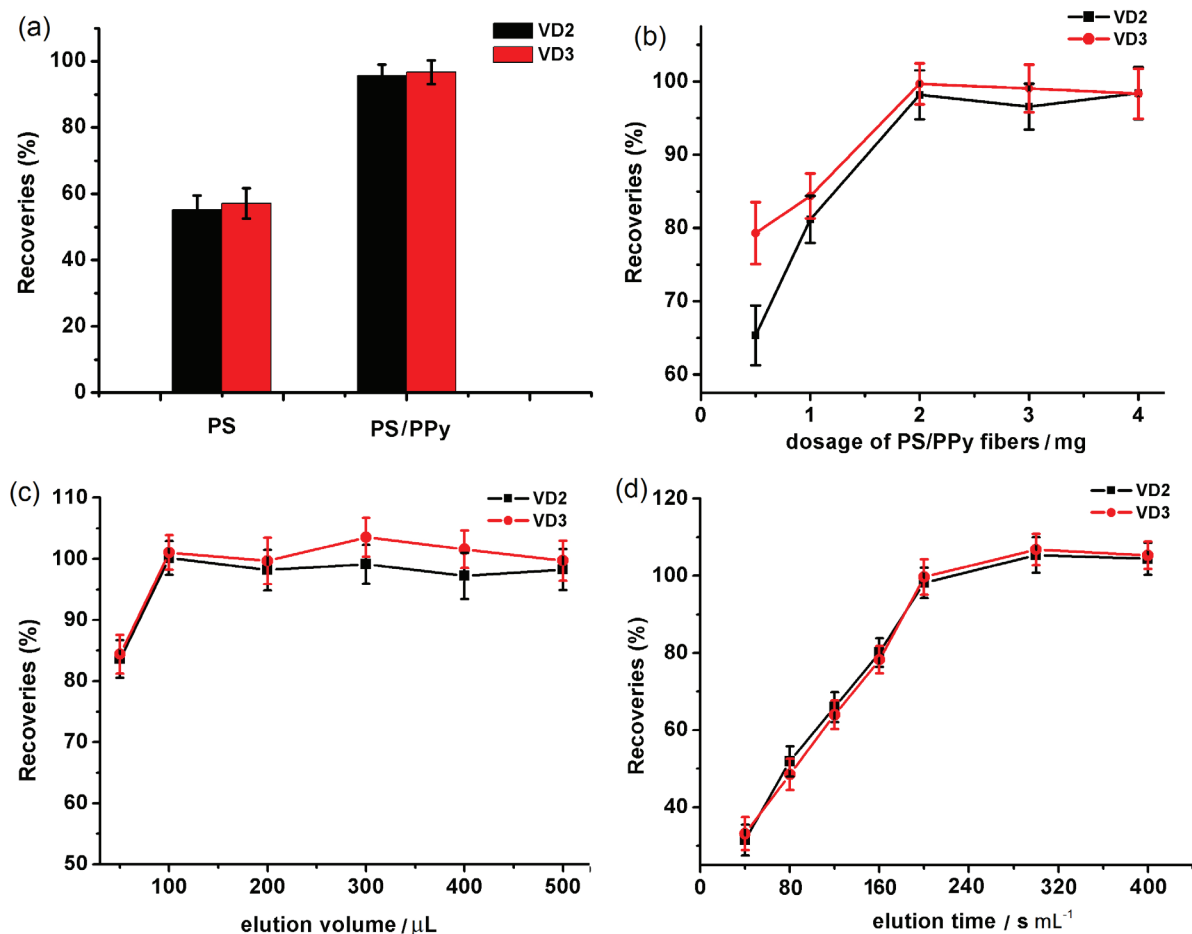 (a)
VD2
VD3
Recoveries (%)
100
80
60
40
20
0
PS
PS/PPy
(b)
VD2
VD3
Recoveries (%)
100
90
80
70
60
0
1
2
3
4
dosage of PS/PPy fibers / mg
(c)
VD2
VD3
Recoveries (%)
110
100
90
80
70
60
50
100
200
300
400
500
elution volume / μL
(d)
VD2
VD3
Recoveries (%)
120
100
80
60
40
0
80
160
240
320
400
elution time / s mL⁻¹